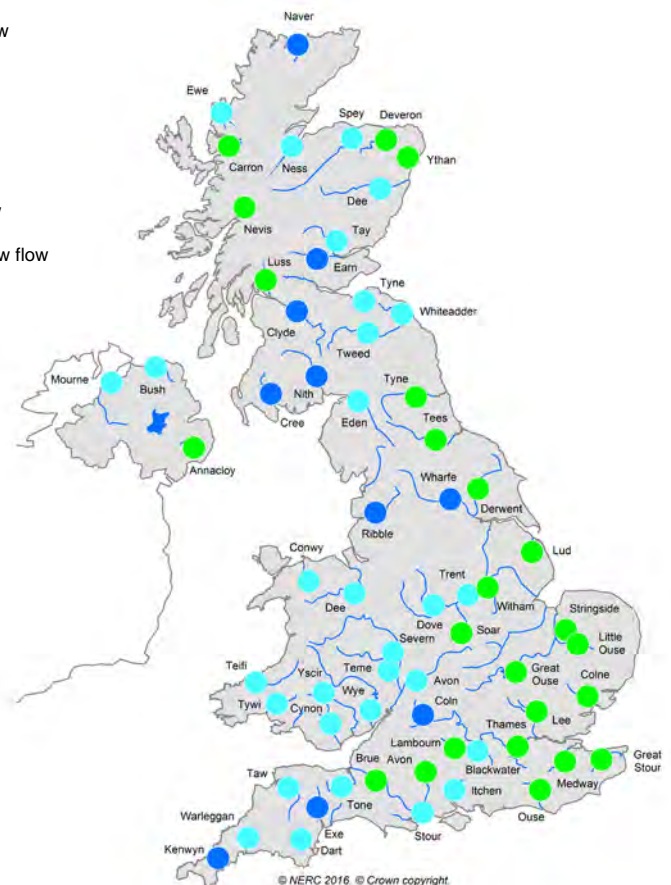 w
w flow
Naver
Ewe
Spey
Deveron
Carron
Ness
Ythan
Dee
Nevis
Tay
Luss
Earn
Tyne
Whiteadder
Clyde
Tweed
Mourne
Bush
Nith
Tyne
Cree
Eden
Tees
Annacloy
Wharfe
Derwent
Ribble
Lud
Conwy
Trent
Dee
Dove
Witham
Stringside
Severn
Soar
Little
Ouse
Teifi
Yscir
Teme
Great
Ouse
Colne
Tywi
Cynon
Wye
Avon
Coln
Thames
Lee
Lambourn
Brue
Avon
Blackwater
Medway
Great
Stour
Taw
Tone
Itchen
Ouse
Warleggan
Exe
Stour
Kenwyn
Dart
© NERC 2016. © Crown copyright.